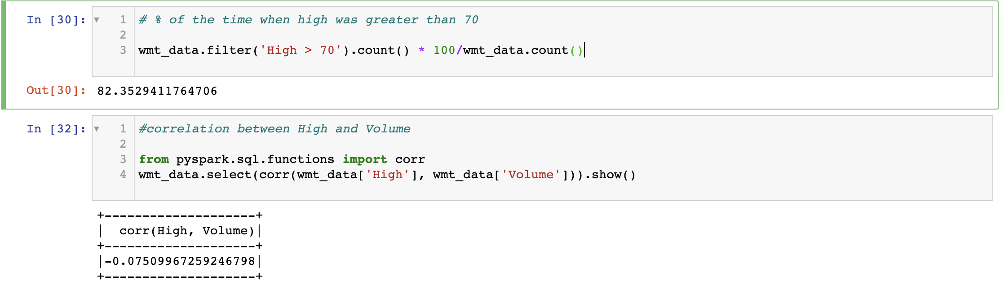 In [30]: ▼ 1 # % of the time when high was greater than 70
2
3 wmt_data.filter('High > 70').count() * 100/wmt_data.count()
Out[30]: 82.3529411764706
In [32]: ▼ 1 #correlation between High and Volume
2
3 from pyspark.sql.functions import corr
4 wmt_data.select(corr(wmt_data['High'], wmt_data['Volume'])).show()
+--------------------+
|  corr(High, Volume)|
+--------------------+
|-0.07509967259246798|
+--------------------+